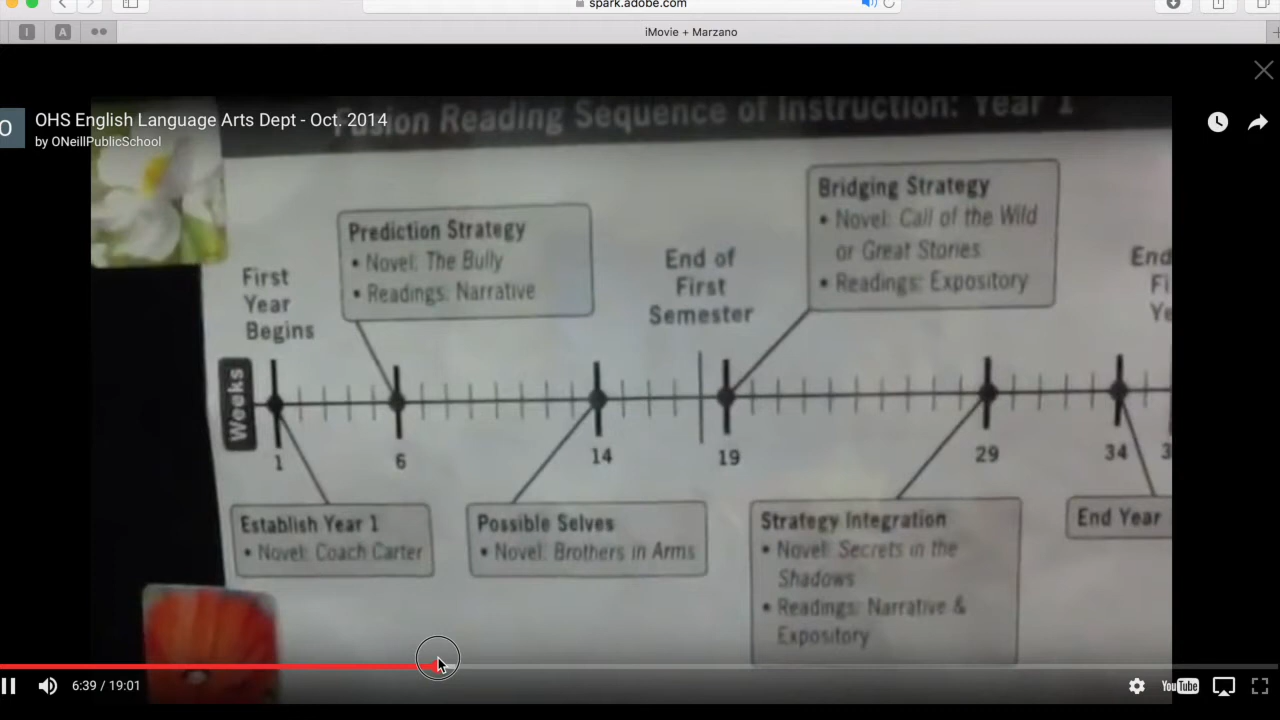 spark.adobe.com
I
A
iMovie + Marzano
O
OHS English Language Arts Dept - Oct. 2014
by ONeillPublicSchool
Fusion Reading Sequence of Instruction: Year 1
First
Year
Begins
Prediction Strategy
• Novel: The Bully
• Readings: Narrative
End of
First
Semester
Bridging Strategy
• Novel: Call of the Wild
or Great Stories
• Readings: Expository
End
Fi
Ye
Weeks
1
6
14
19
29
34
3
Establish Year 1
• Novel: Coach Carter
Possible Selves
• Novel: Brothers in Arms
Strategy Integration
• Novel: Secrets in the
Shadows
• Readings: Narrative &
Expository
End Year
6:39 / 19:01
YouTube